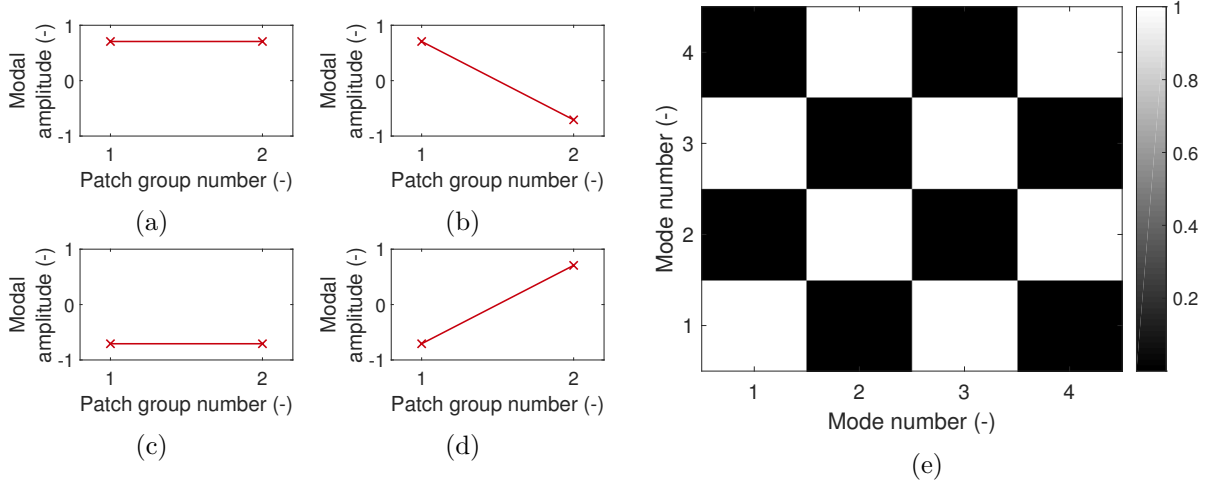 1
0
-1
Modal
amplitude (-)
1 2
Patch group number (-)
(a)
1
0
-1
Modal
amplitude (-)
1 2
Patch group number (-)
(b)
1
0
-1
Modal
amplitude (-)
1 2
Patch group number (-)
(c)
1
0
-1
Modal
amplitude (-)
1 2
Patch group number (-)
(d)
4
3
2
1
Mode number (-)
1 2 3 4
Mode number (-)
1
0.8
0.6
0.4
0.2
(e)